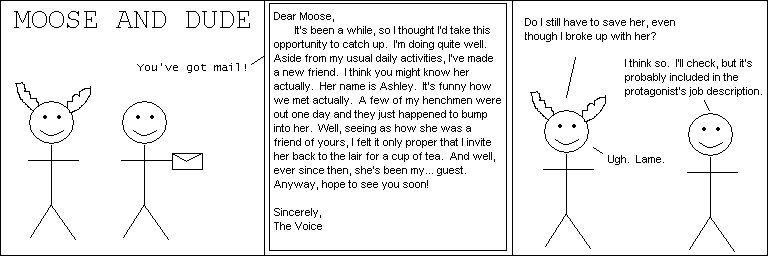 MOOSE AND DUDE
You've got mail!
Dear Moose,
It's been a while, so I thought I'd take this
opportunity to catch up. I'm doing quite well.
Aside from my usual daily activities, I've made
a new friend. I think you might know her
actually. Her name is Ashley. It's funny how
we met actually. A few of my henchmen were
out one day and they just happened to bump
into her. Well, seeing as how she was a
friend of yours, I felt it only proper that I invite
her back to the lair for a cup of tea. And well,
ever since then, she's been my... guest.
Anyway, hope to see you soon!
Sincerely,
The Voice
Do I still have to save her, even
though I broke up with her?
I think so. I'll check, but it's
probably included in the
protagonist's job description.
Ugh. Lame.